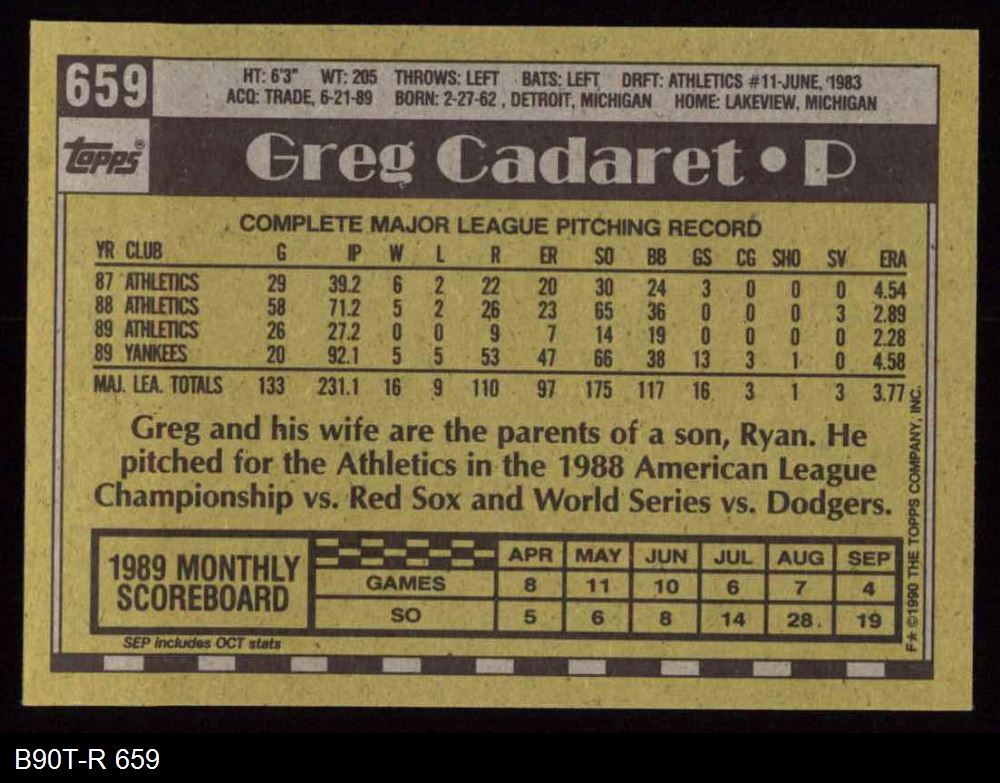 659
HT: 6'3" WT: 205 THROWS: LEFT BATS: LEFT DRFT: ATHLETICS #11-JUNE, 1983
ACQ: TRADE, 6-21-89 BORN: 2-27-62, DETROIT, MICHIGAN HOME: LAKEVIEW, MICHIGAN
Topps®
Greg Cadaret • P
COMPLETE MAJOR LEAGUE PITCHING RECORD
YR CLUB G IP W L R ER SO BB GS CG SHO SV ERA
87 ATHLETICS 29 39.2 6 2 22 20 30 24 3 0 0 0 4.54
88 ATHLETICS 58 71.2 5 2 26 23 65 36 0 0 0 3 2.89
89 ATHLETICS 26 27.2 0 0 9 7 14 19 0 0 0 0 2.28
89 YANKEES 20 92.1 5 5 53 47 66 38 13 3 1 0 4.58
MAJ. LEA. TOTALS 133 231.1 16 9 110 97 175 117 16 3 1 3 3.77
Greg and his wife are the parents of a son, Ryan. He
pitched for the Athletics in the 1988 American League
Championship vs. Red Sox and World Series vs. Dodgers.
1989 MONTHLY
SCOREBOARD
APR MAY JUN JUL AUG SEP
GAMES 8 11 10 6 7 4
SO 5 6 8 14 28 19
SEP includes OCT stats
F★ ©1990 THE TOPPS COMPANY, INC.
B90T-R 659